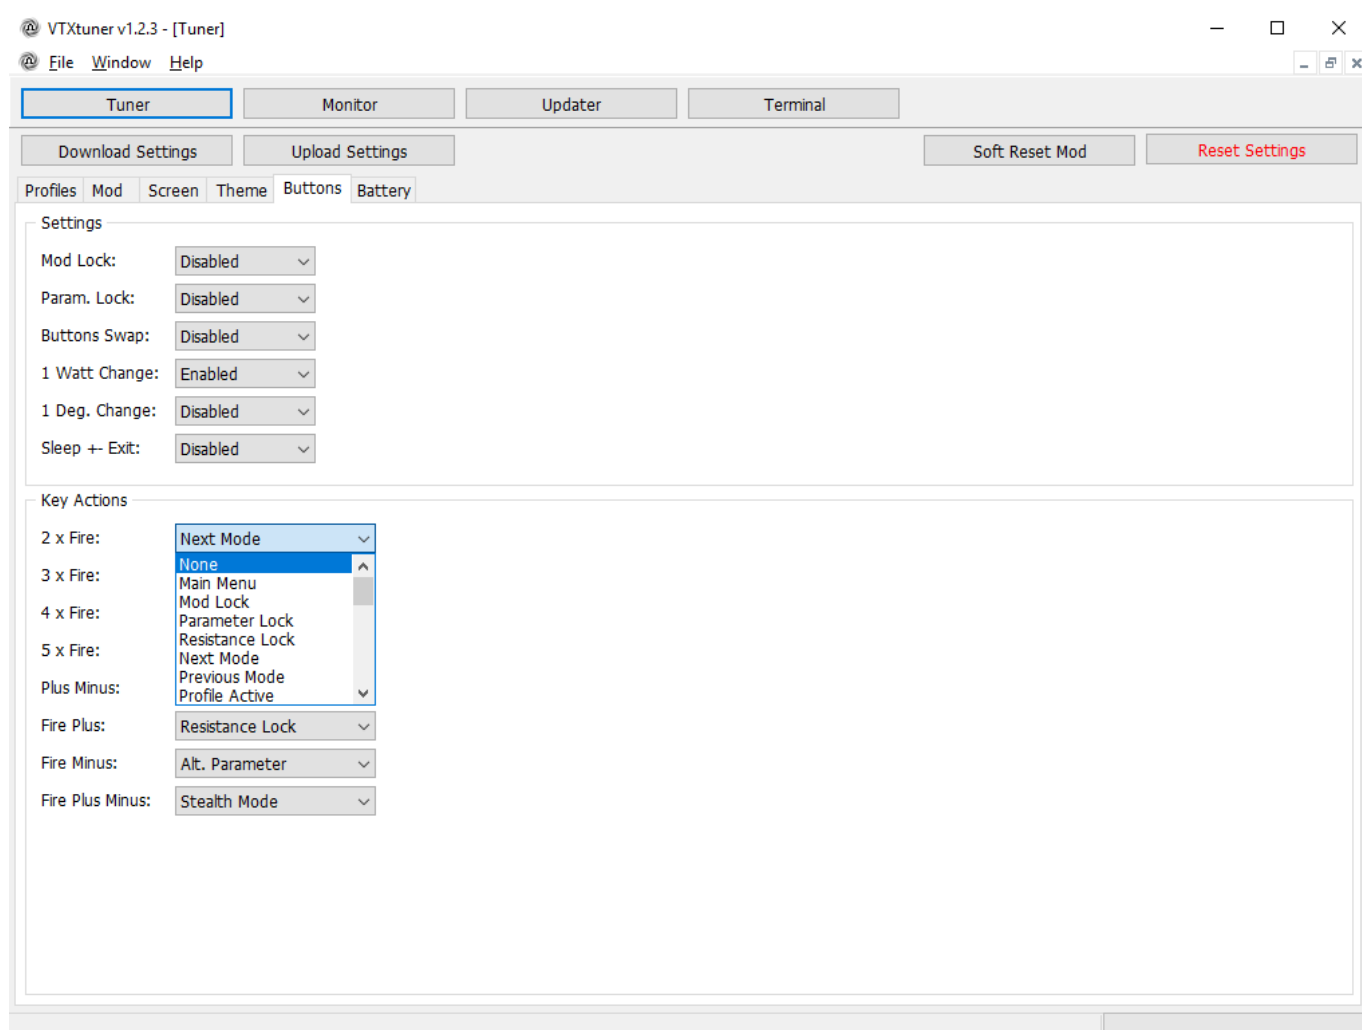 VTXtuner v1.2.3 - [Tuner]
File Window Help
Tuner Monitor Updater Terminal
Download Settings Upload Settings Soft Reset Mod Reset Settings
Profiles Mod Screen Theme Buttons Battery
Settings
Mod Lock: Disabled
Param. Lock: Disabled
Buttons Swap: Disabled
1 Watt Change: Enabled
1 Deg. Change: Disabled
Sleep +- Exit: Disabled
Key Actions
2 x Fire: Next Mode
None
3 x Fire:
Main Menu
Mod Lock
4 x Fire:
Parameter Lock
Resistance Lock
5 x Fire:
Next Mode
Previous Mode
Plus Minus:
Profile Active
Fire Plus: Resistance Lock
Fire Minus: Alt. Parameter
Fire Plus Minus: Stealth Mode